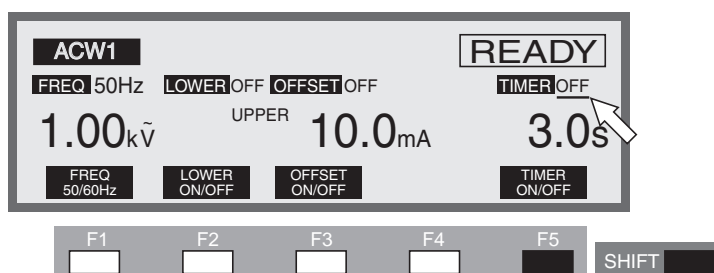 ACW1 READY
FREQ 50Hz LOWER OFF OFFSET OFF TIMER OFF
1.00kṼ UPPER 10.0mA 3.0s
FREQ 50/60Hz LOWER ON/OFF OFFSET ON/OFF TIMER ON/OFF
F1 F2 F3 F4 F5
SHIFT